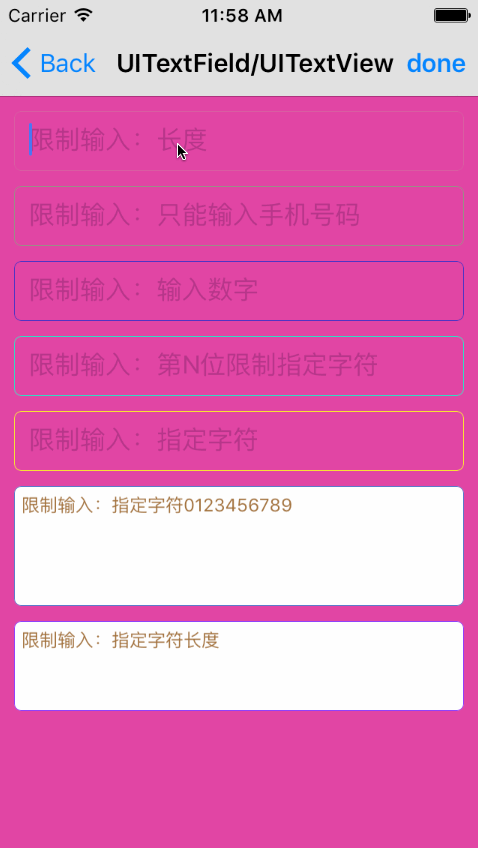 Carrier 11:58 AM
Back UITextField/UITextView done
限制输入：长度
限制输入：只能输入手机号码
限制输入：输入数字
限制输入：第N位限制指定字符
限制输入：指定字符
限制输入：指定字符0123456789
限制输入：指定字符长度